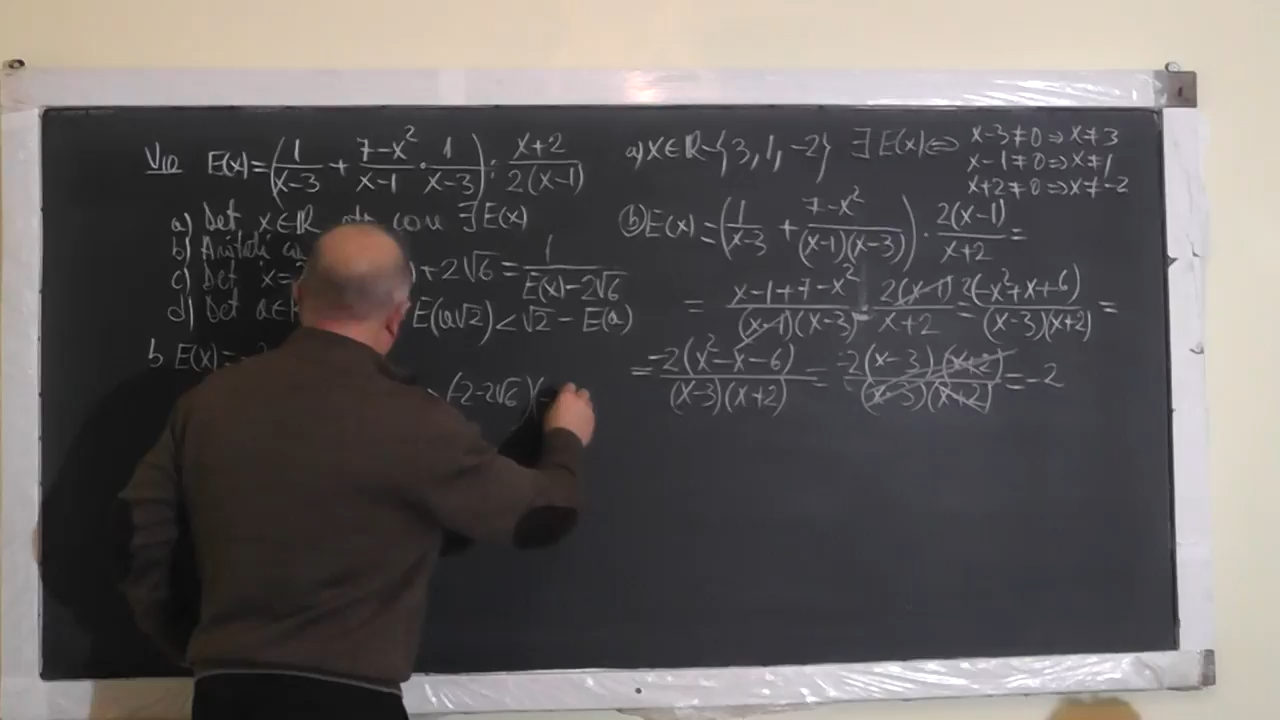 V10 E(x)=(1/(x-3) + (7-x²)/(x-1) · 1/(x-3)) : (x+2)/(2(x-1))
a) Det x∈ℝ ∃E(x)
b) Arătați
c) Det x= +2√6 = 1/(E(x)-2√6)
d) Det a∈ E(a√2) < √2 - E(a)
b E(x)=
(-2-2√6)(-
a) x∈ℝ-{3,1,-2} ∃E(x) ⇔ x-3≠0 ⇒ x≠3
x-1≠0 ⇒ x≠1
x+2≠0 ⇒ x≠-2
b) E(x) = (1/(x-3) + (7-x²)/((x-1)(x-3))) · 2(x-1)/(x+2) =
= (x-1+7-x²)/((x-1)(x-3)) · 2(x-1)/(x+2) = 2(-x²+x+6)/((x-3)(x+2)) =
= -2(x²-x-6)/((x-3)(x+2)) = -2(x-3)(x+2)/((x-3)(x+2)) = -2